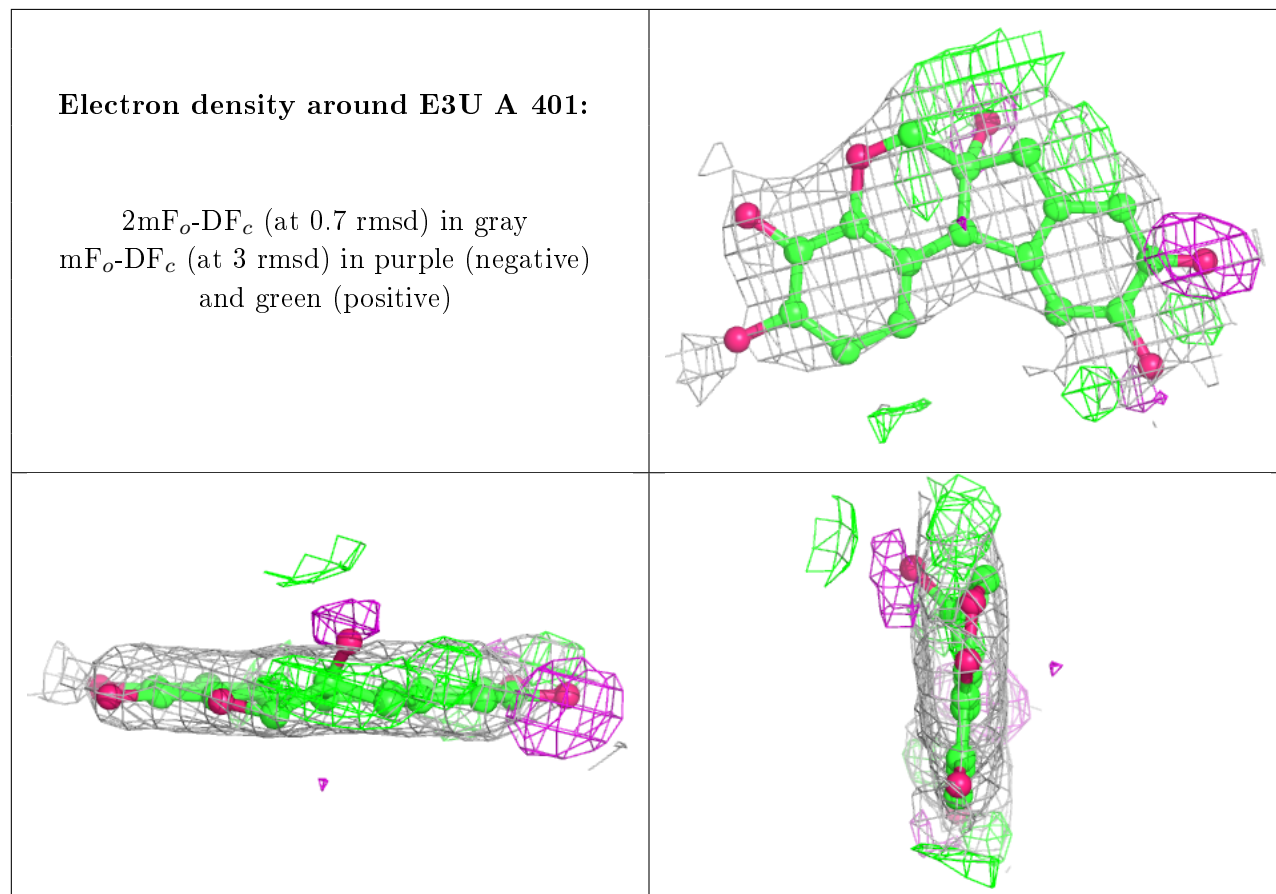 Electron density around E3U A 401:
2mFₒ-DF𝒸 (at 0.7 rmsd) in gray
mFₒ-DF𝒸 (at 3 rmsd) in purple (negative)
and green (positive)